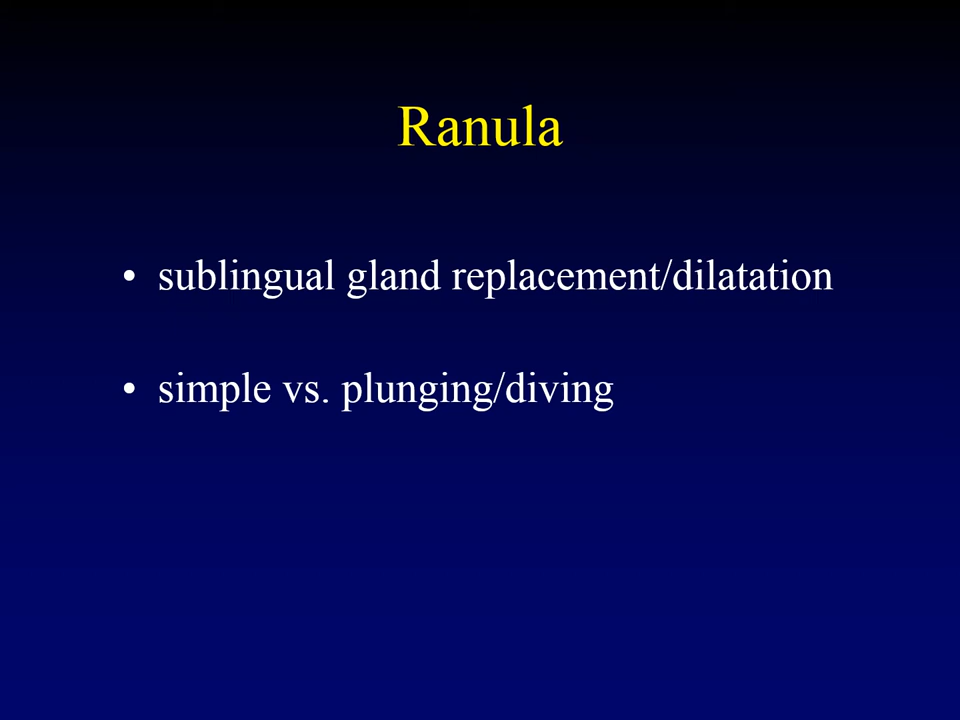 Ranula
• sublingual gland replacement/dilatation
• simple vs. plunging/diving